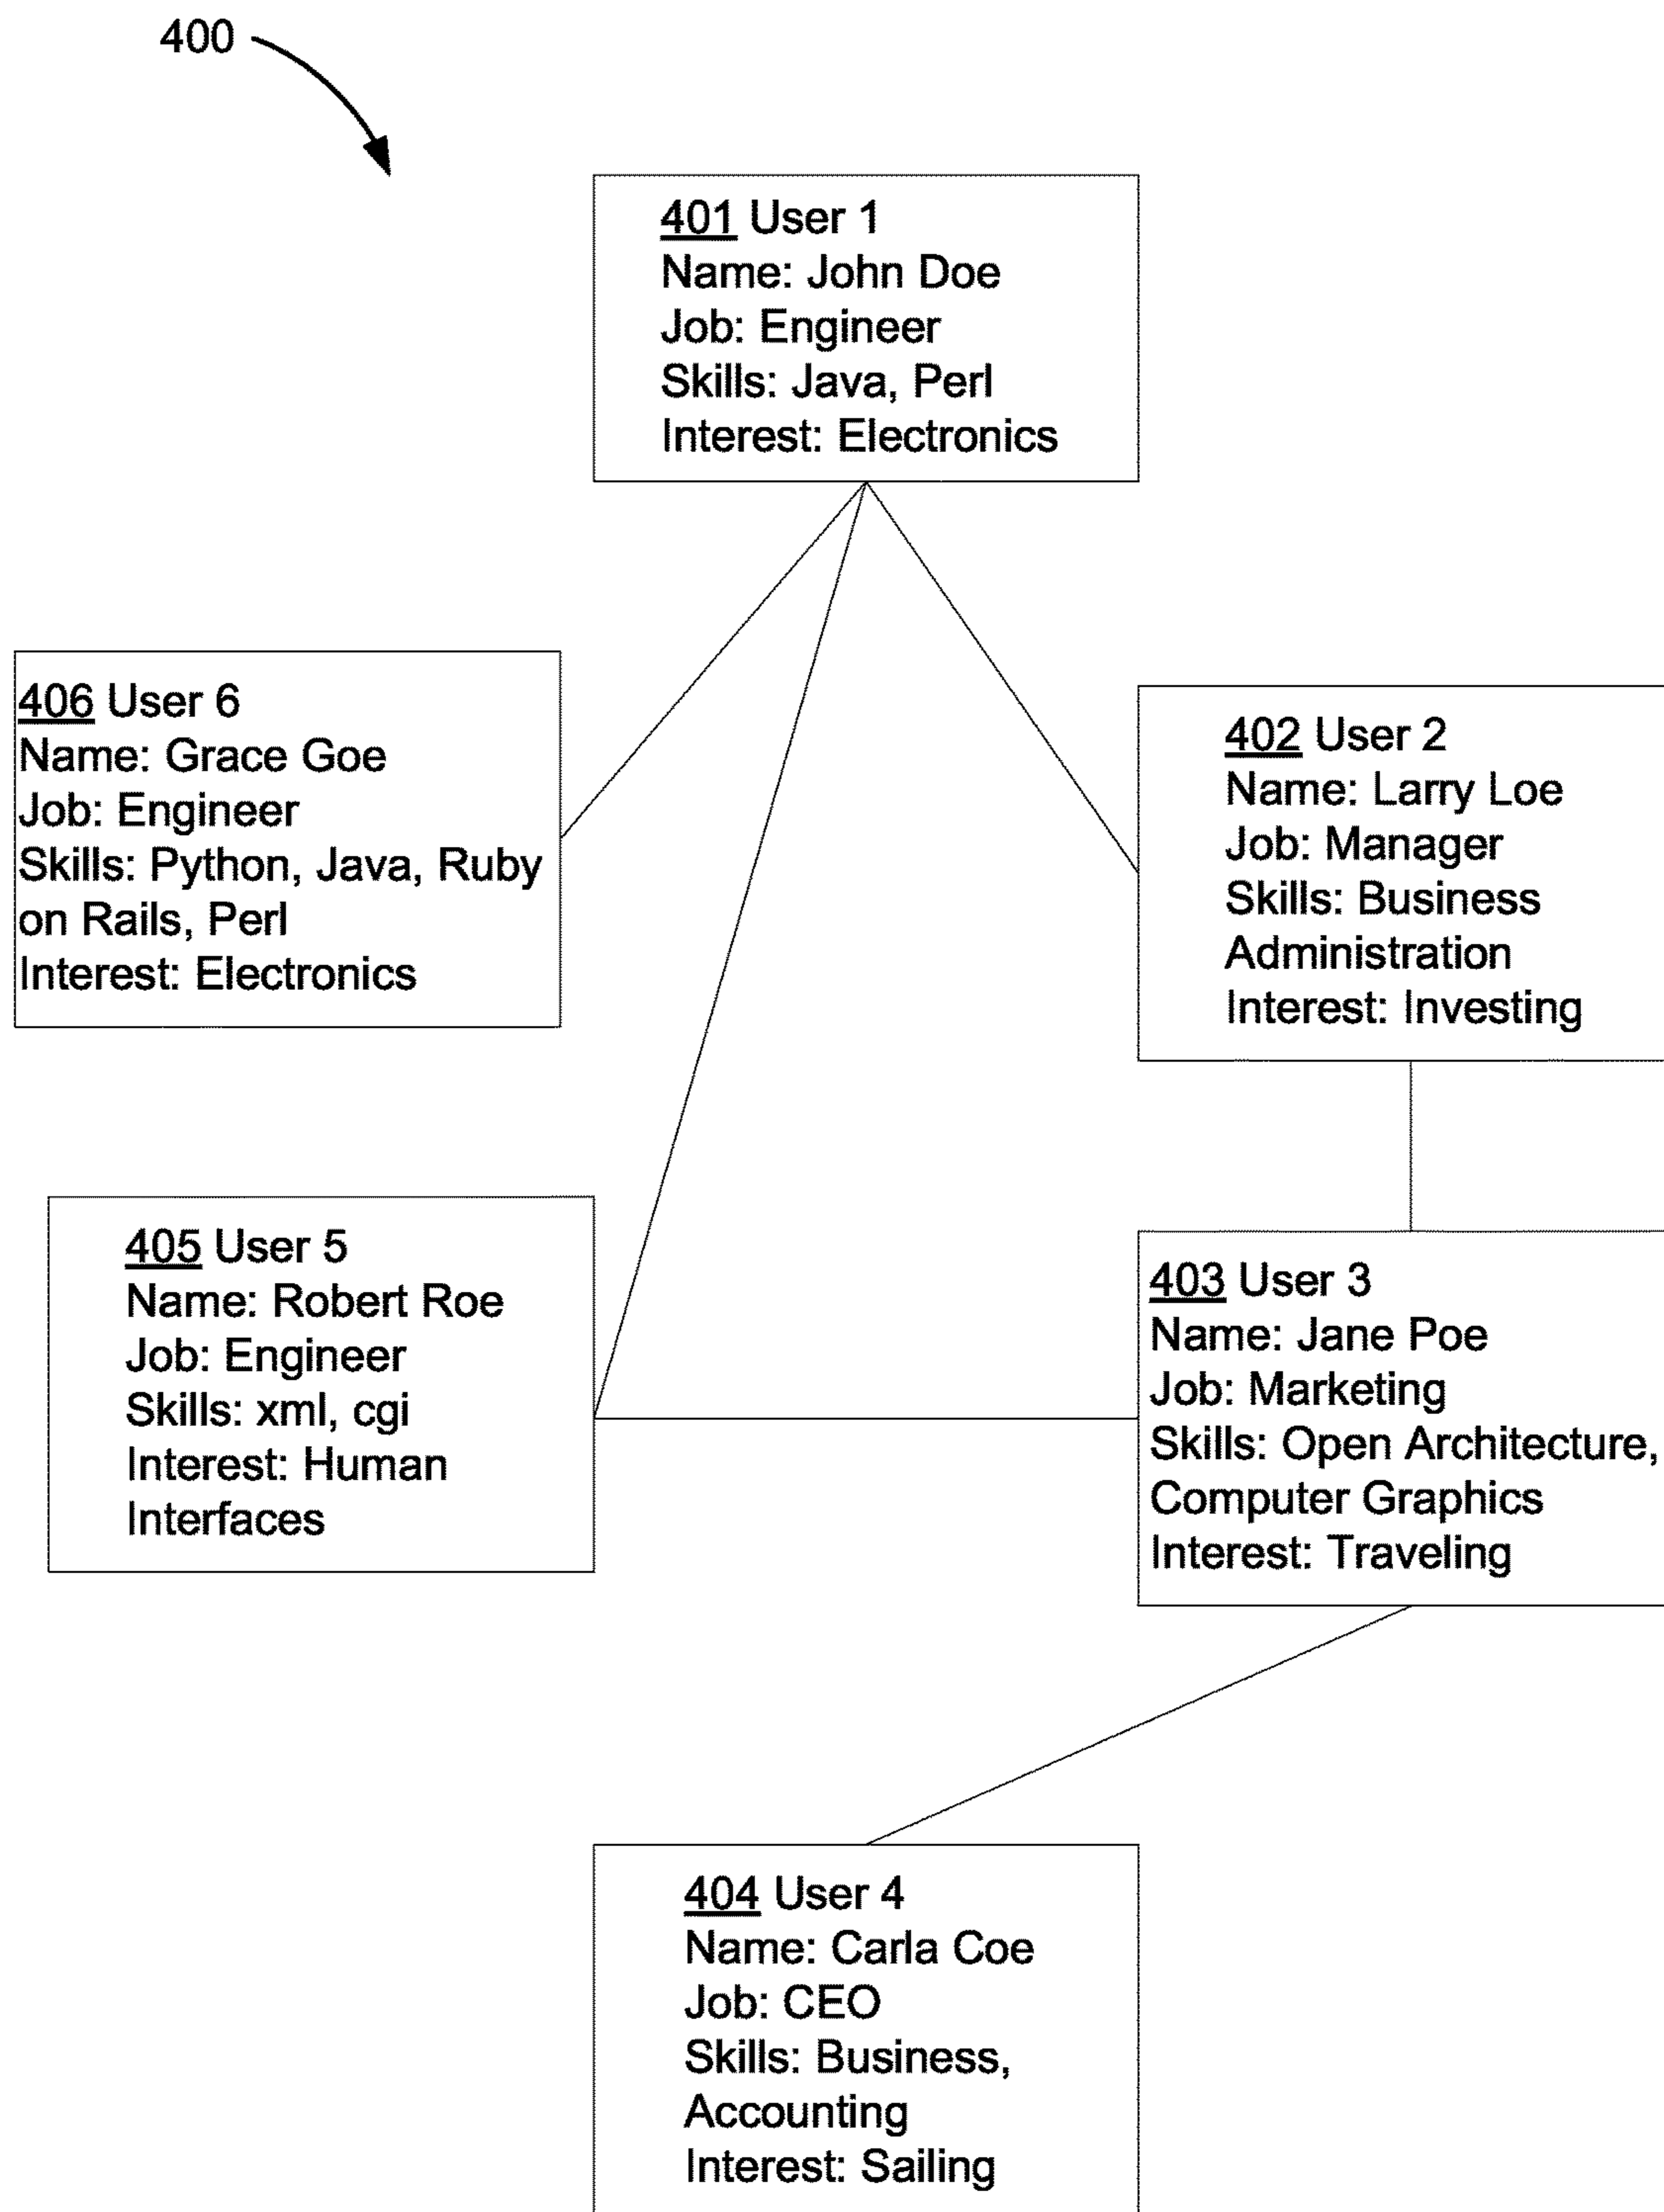 400
401 User 1
Name: John Doe
Job: Engineer
Skills: Java, Perl
Interest: Electronics
406 User 6
Name: Grace Goe
Job: Engineer
Skills: Python, Java, Ruby
on Rails, Perl
Interest: Electronics
402 User 2
Name: Larry Loe
Job: Manager
Skills: Business
Administration
Interest: Investing
405 User 5
Name: Robert Roe
Job: Engineer
Skills: xml, cgi
Interest: Human
Interfaces
403 User 3
Name: Jane Poe
Job: Marketing
Skills: Open Architecture,
Computer Graphics
Interest: Traveling
404 User 4
Name: Carla Coe
Job: CEO
Skills: Business,
Accounting
Interest: Sailing